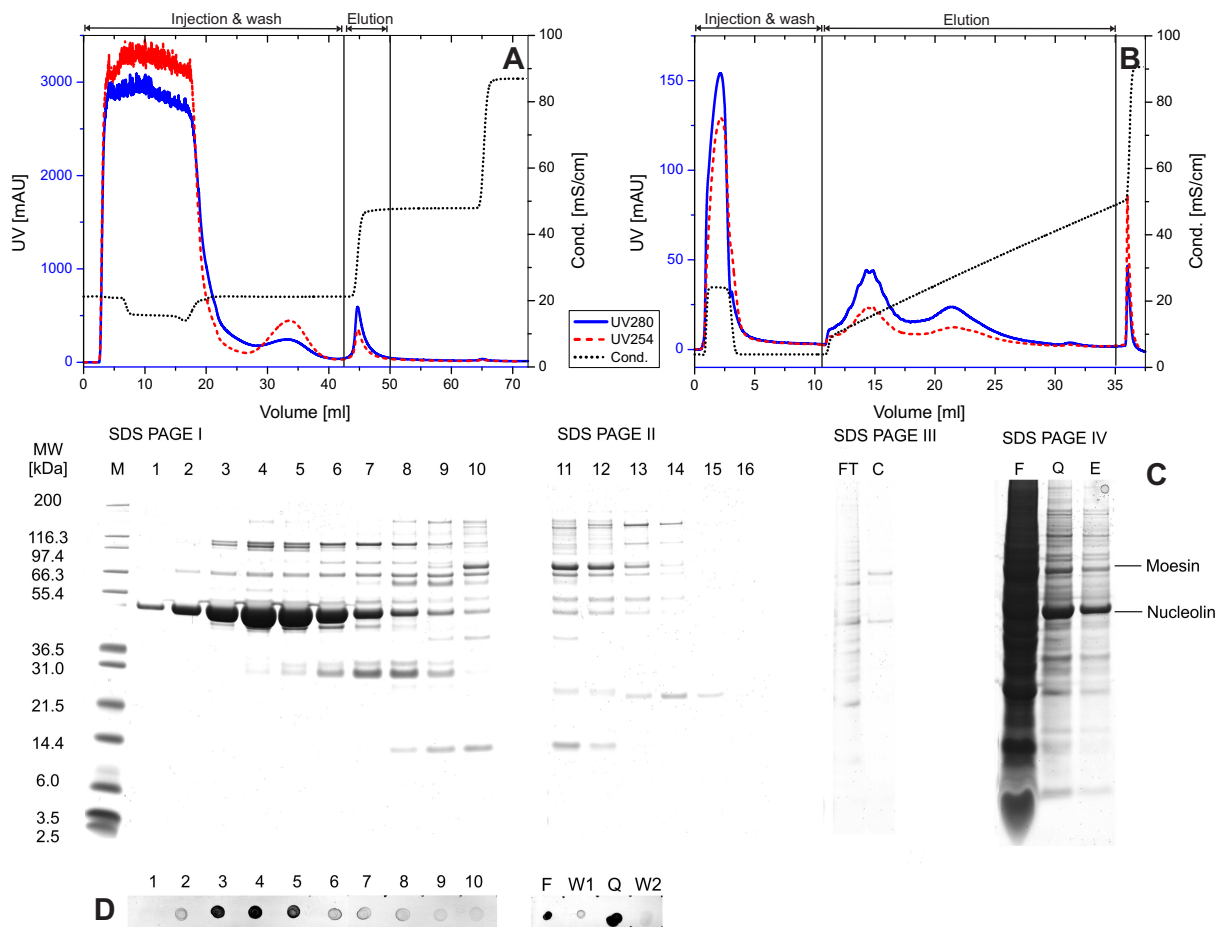 Injection & wash Elution
A
UV [mAU]
3000
2000
1000
0
100
80
60
40
20
0
Cond. [mS/cm]
0 10 20 30 40 50 60 70
Volume [ml]
UV280
UV254
Cond.
Injection & wash Elution
B
UV [mAU]
150
100
50
0
100
80
60
40
20
0
Cond. [mS/cm]
0 5 10 15 20 25 30 35
Volume [ml]
SDS PAGE I SDS PAGE II SDS PAGE III SDS PAGE IV
C
MW
[kDa]
M 1 2 3 4 5 6 7 8 9 10 11 12 13 14 15 16 FT C F Q E
200
116.3
97.4
66.3
55.4
36.5
31.0
21.5
14.4
6.0
3.5
2.5
Moesin
Nucleolin
D
1 2 3 4 5 6 7 8 9 10 F W1 Q W2